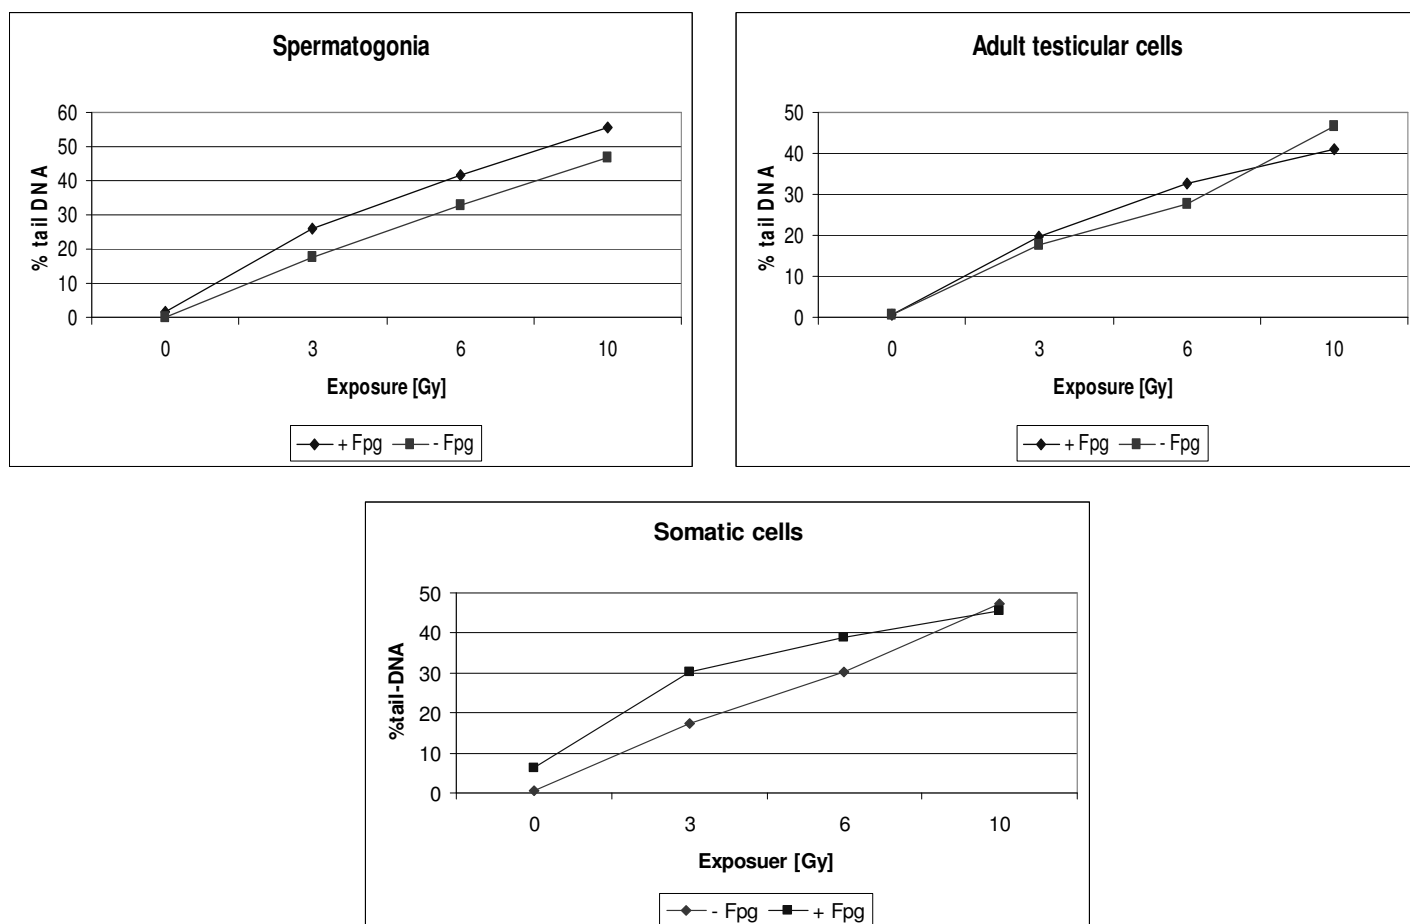 Spermatogonia
60
50
40
30
20
10
0
% tail DNA
0 3 6 10
Exposure [Gy]
+ Fpg - Fpg
Adult testicular cells
50
40
30
20
10
0
% tail DNA
0 3 6 10
Exposure [Gy]
+ Fpg - Fpg
Somatic cells
50
40
30
20
10
0
%tail-DNA
0 3 6 10
Exposuer [Gy]
- Fpg + Fpg